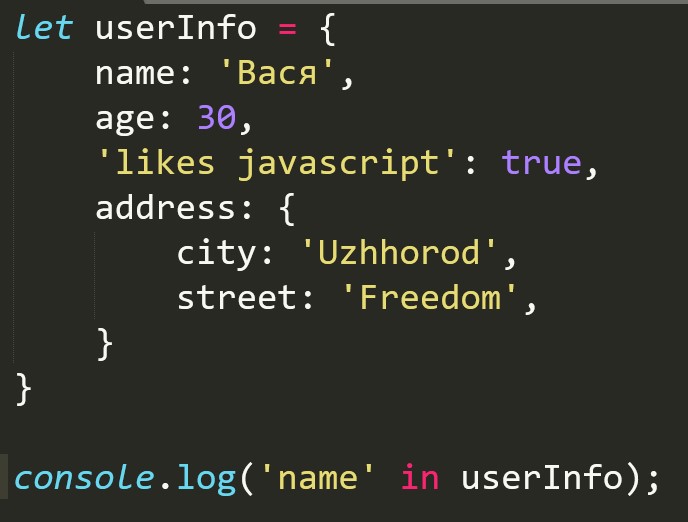 let userInfo = {
    name: 'Вася',
    age: 30,
    'likes javascript': true,
    address: {
        city: 'Uzhhorod',
        street: 'Freedom',
    }
}

console.log('name' in userInfo);